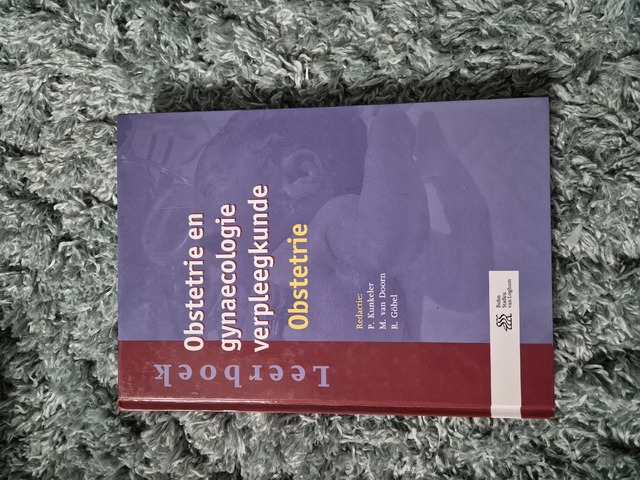 Leerboek
Obstetrie en
gynaecologie
verpleegkunde
Obstetrie
Redactie:
P. Kunkeler
M. van Doorn
R. Göbel
Bohn
Stafleu
van Loghum